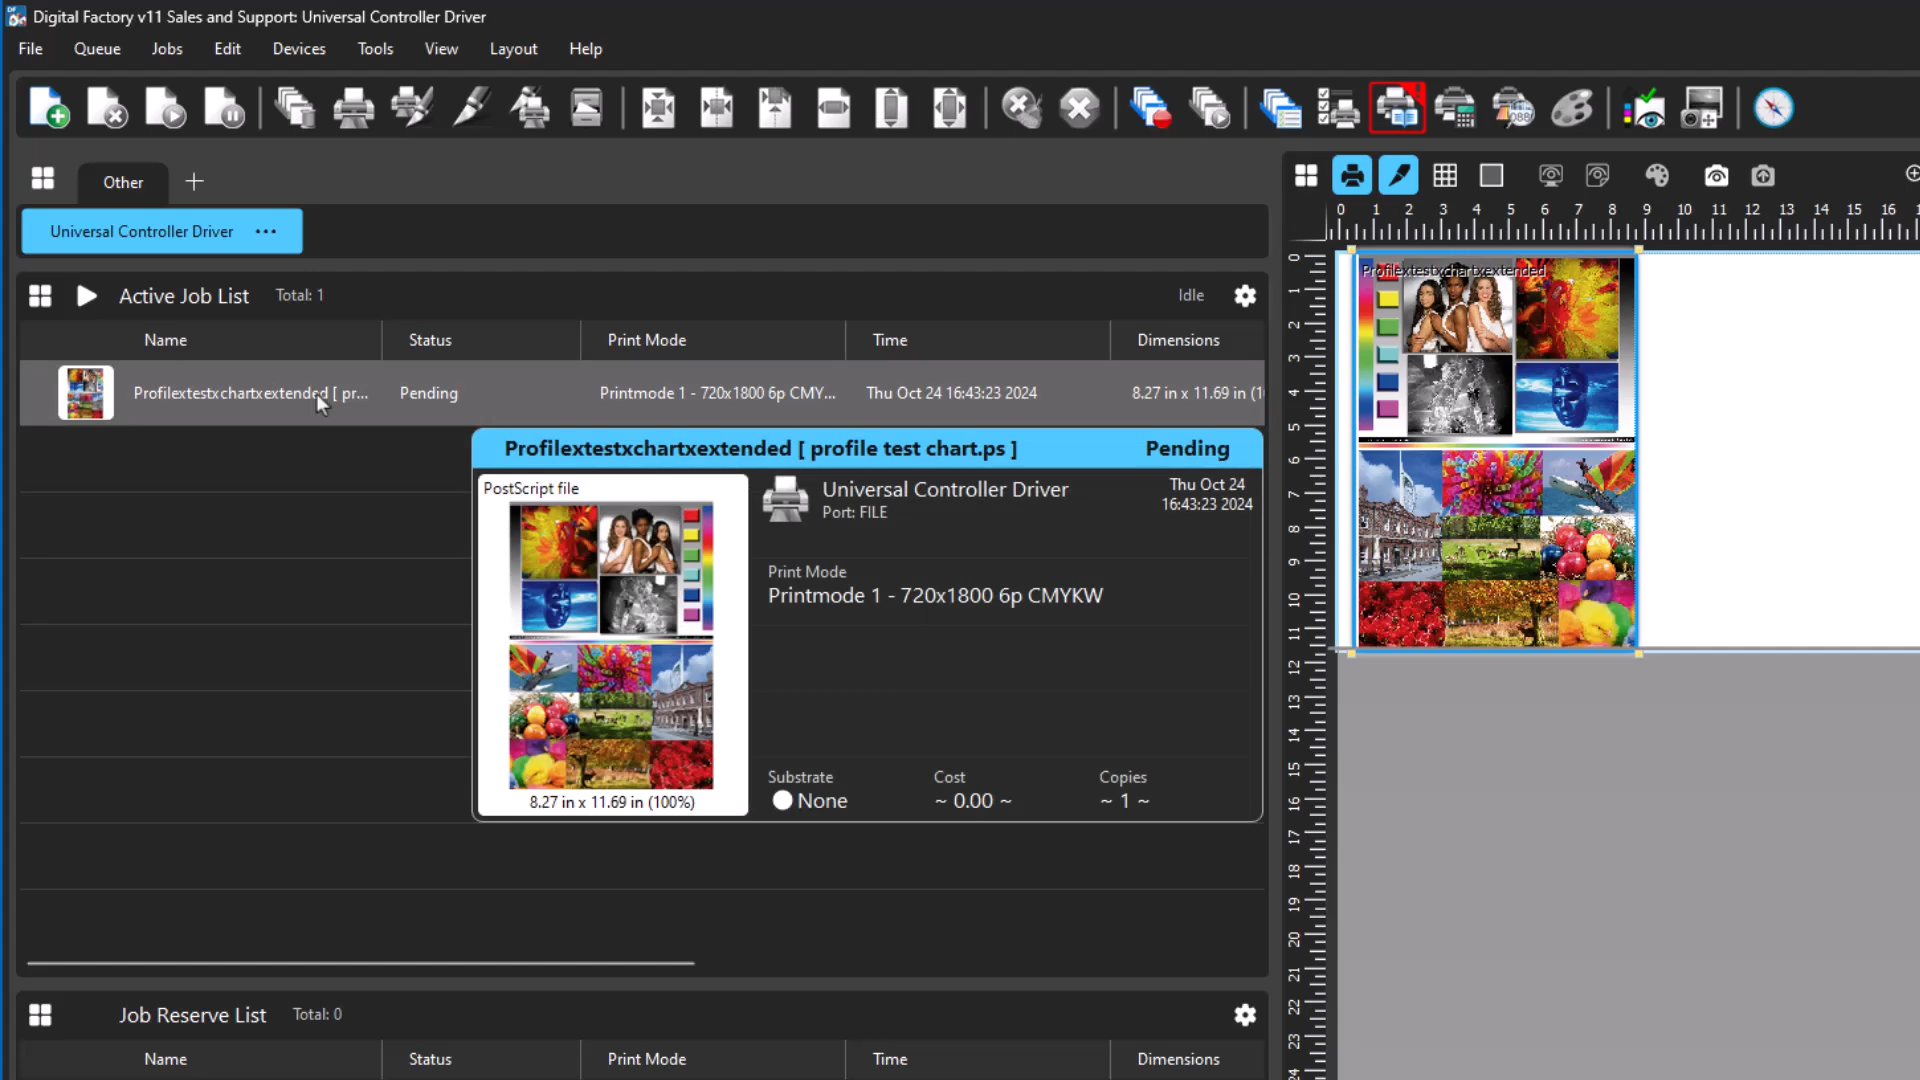 Digital Factory v11 Sales and Support: Universal Controller Driver
File Queue Jobs Edit Devices Tools View Layout Help
Other
Universal Controller Driver ...
Active Job List Total: 1 Idle
Name Status Print Mode Time Dimensions
Profilextestxchartxextended [ pr... Pending Printmode 1 - 720x1800 6p CMY... Thu Oct 24 16:43:23 2024 8.27 in x 11.69 in (1
Profilextestxchartxextended [ profile test chart.ps ] Pending
PostScript file
Universal Controller Driver
Port: FILE
Thu Oct 24
16:43:23 2024
Print Mode
Printmode 1 - 720x1800 6p CMYKW
Substrate Cost Copies
None ~ 0.00 ~ ~ 1 ~
8.27 in x 11.69 in (100%)
Job Reserve List Total: 0
Name Status Print Mode Time Dimensions
0 1 2 3 4 5 6 7 8 9 10 11 12 13 14 15 16
Profilextestxchartxextended
0
1
2
3
4
5
6
7
8
9
10
11
12
13
14
15
16
17
18
19
20
21
22
23
24